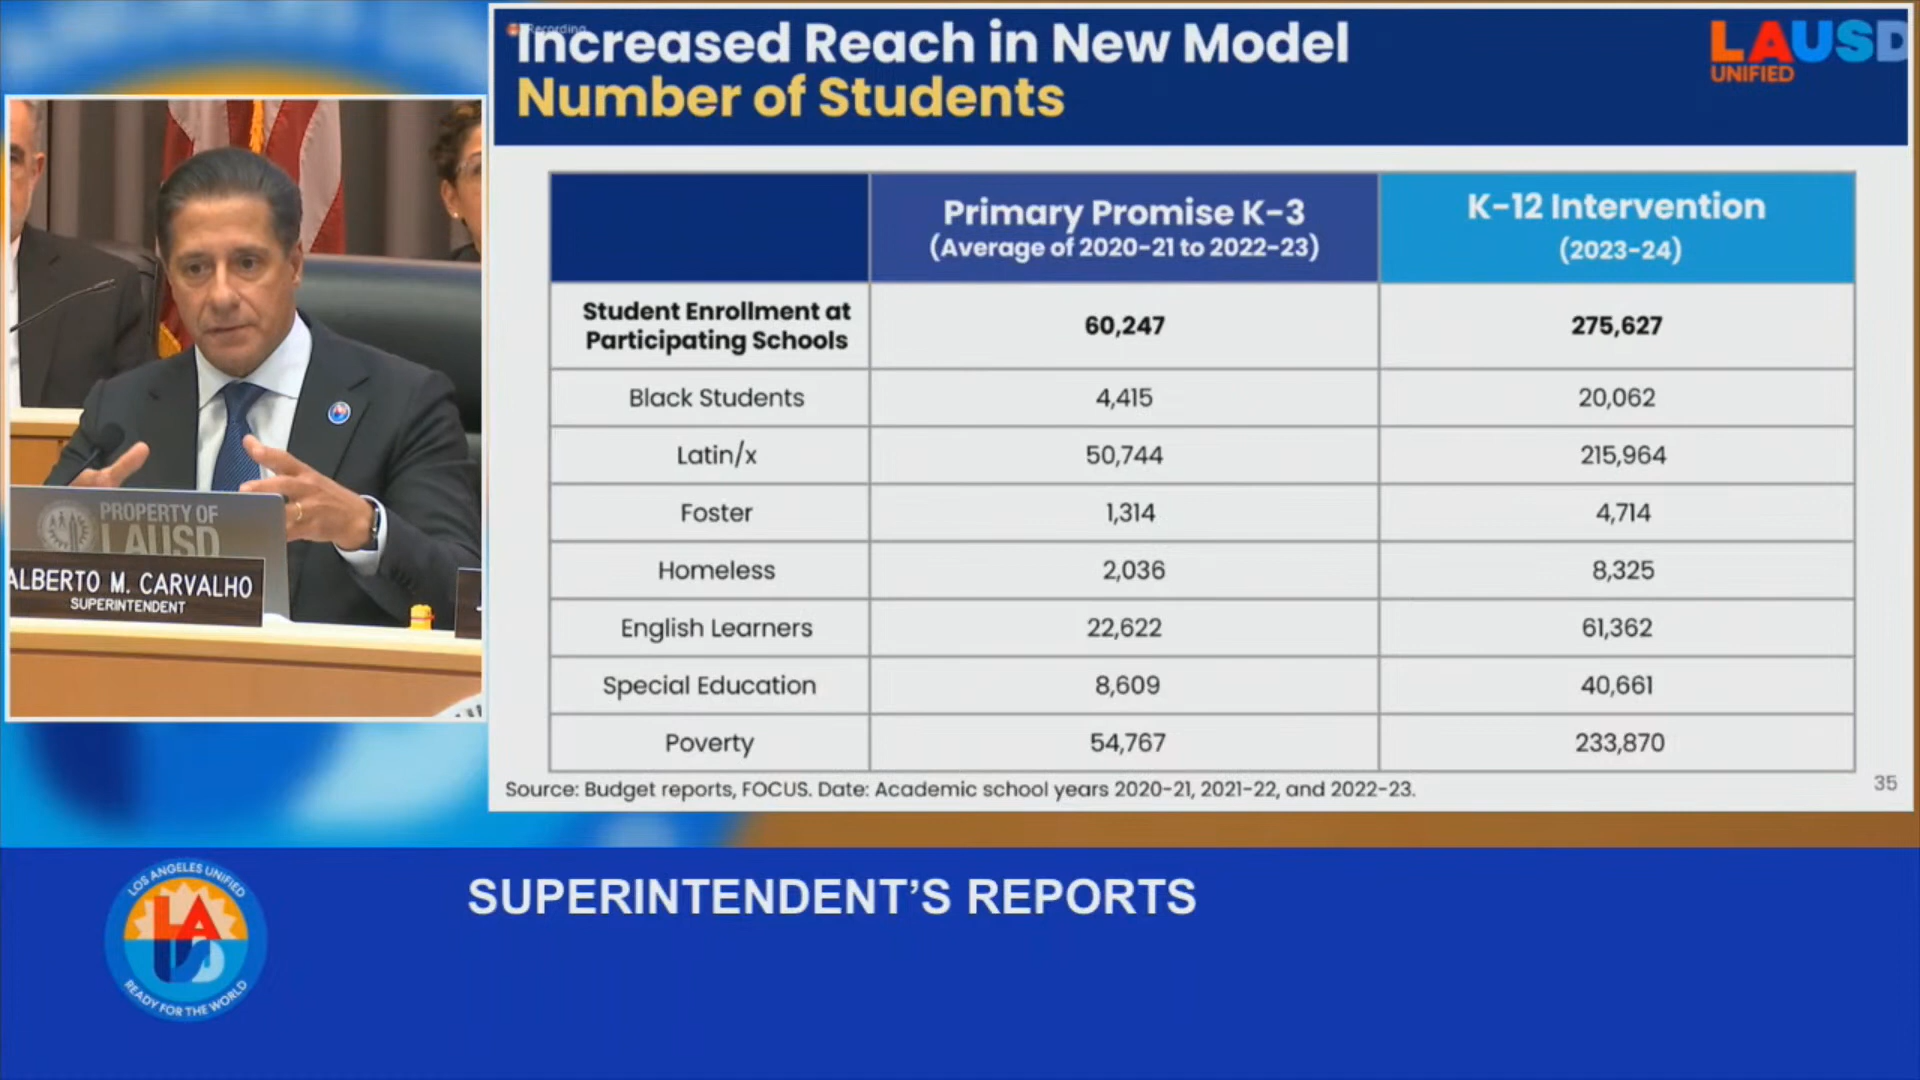 Recording
Increased Reach in New Model
Number of Students
LAUSD
UNIFIED
Primary Promise K-3
(Average of 2020-21 to 2022-23)
K-12 Intervention
(2023-24)
Student Enrollment at
Participating Schools
60,247
275,627
Black Students
4,415
20,062
Latin/x
50,744
215,964
Foster
1,314
4,714
Homeless
2,036
8,325
English Learners
22,622
61,362
Special Education
8,609
40,661
Poverty
54,767
233,870
Source: Budget reports, FOCUS. Date: Academic school years 2020-21, 2021-22, and 2022-23.
35
PROPERTY OF
LAUSD
ALBERTO M. CARVALHO
SUPERINTENDENT
SUPERINTENDENT’S REPORTS
LOS ANGELES UNIFIED
LA
US
READY FOR THE WORLD